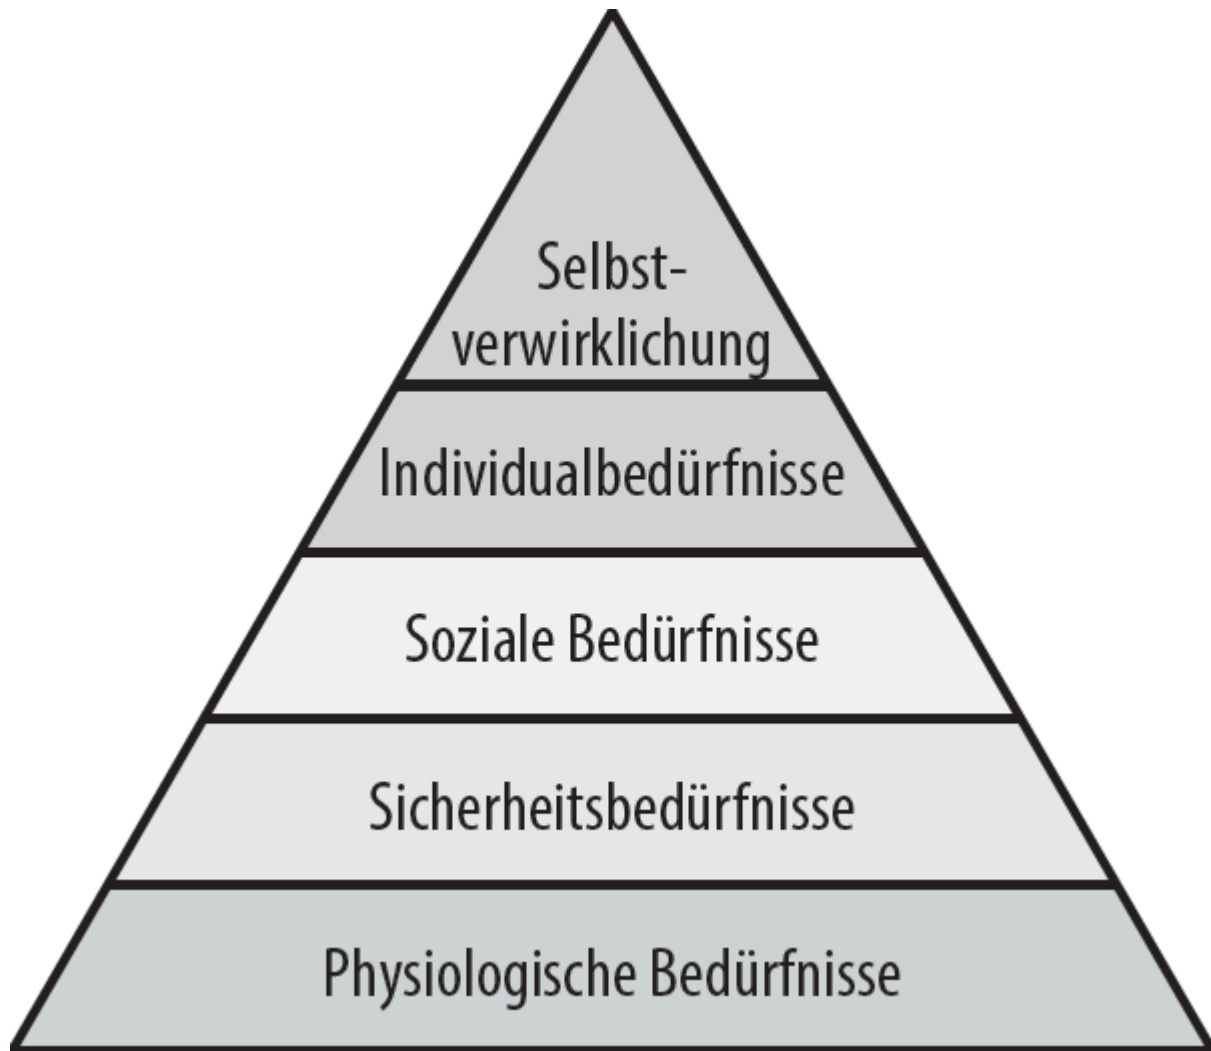 Selbst-
verwirklichung
Individualbedürfnisse
Soziale Bedürfnisse
Sicherheitsbedürfnisse
Physiologische Bedürfnisse